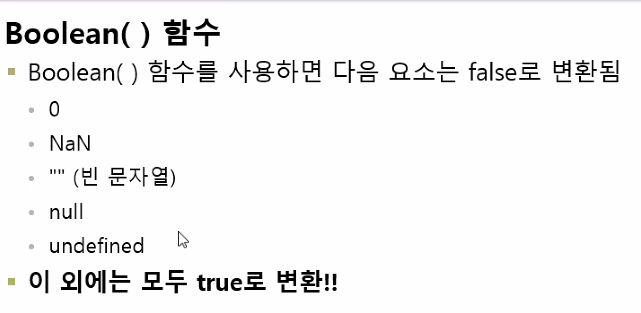 Boolean( ) 함수
Boolean( ) 함수를 사용하면 다음 요소는 false로 변환됨
0
NaN
"" (빈 문자열)
null
undefined
이 외에는 모두 true로 변환!!